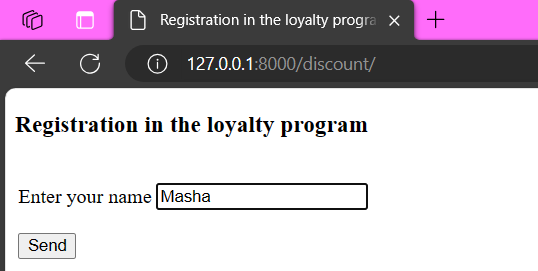 Registration in the loyalty progra
127.0.0.1:8000/discount/
Registration in the loyalty program
Enter your name Masha
Send